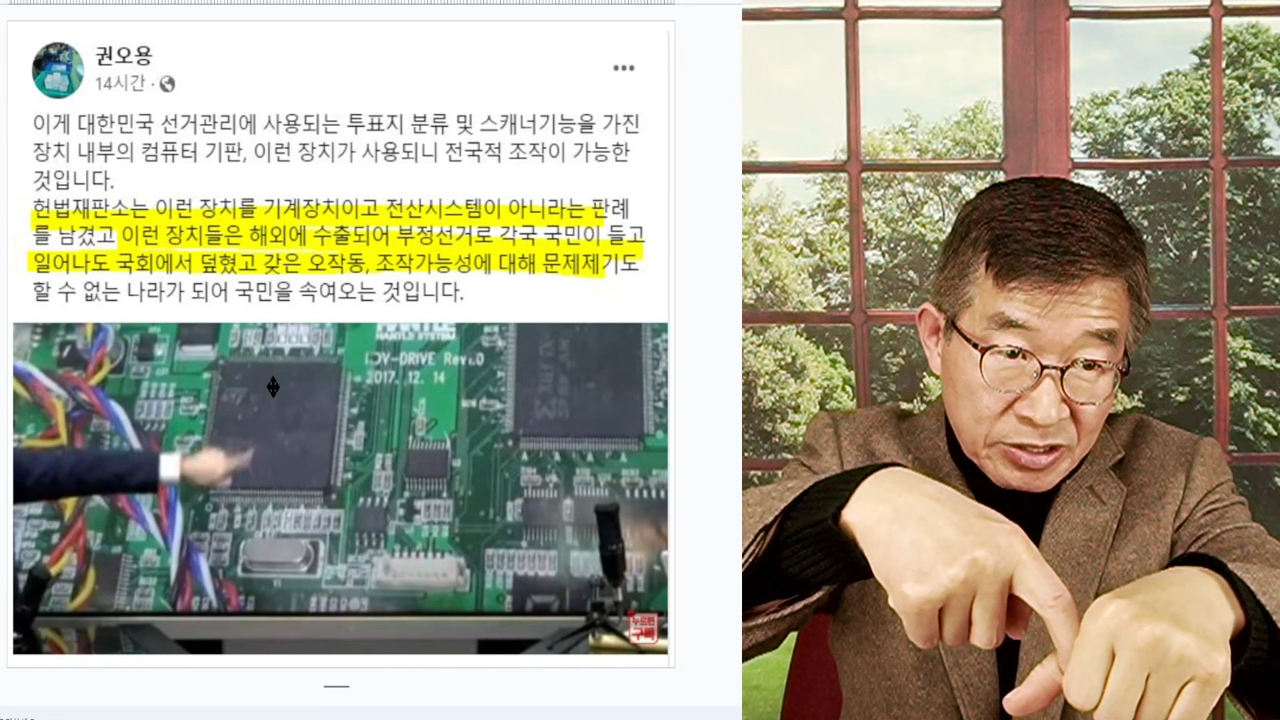 권오용
14시간
이게 대한민국 선거관리에 사용되는 투표지 분류 및 스캐너기능을 가진
장치 내부의 컴퓨터 기판, 이런 장치가 사용되니 전국적 조작이 가능한
것입니다.
헌법재판소는 이런 장치를 기계장치이고 전산시스템이 아니라는 판례
를 남겼고 이런 장치들은 해외에 수출되어 부정선거로 각국 국민이 들고
일어나도 국회에서 덮혔고 갖은 오작동, 조작가능성에 대해 문제제기도
할 수 없는 나라가 되어 국민을 속여오는 것입니다.
HANTLE SYSTEM
DV-DRIVE Rev1.0
2017. 12. 14
구독